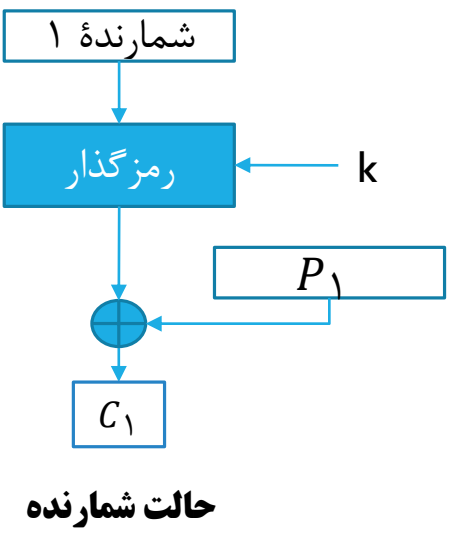 شمارندهٔ ۱
رمزگذار
k
P۱
C۱
حالت شمارنده